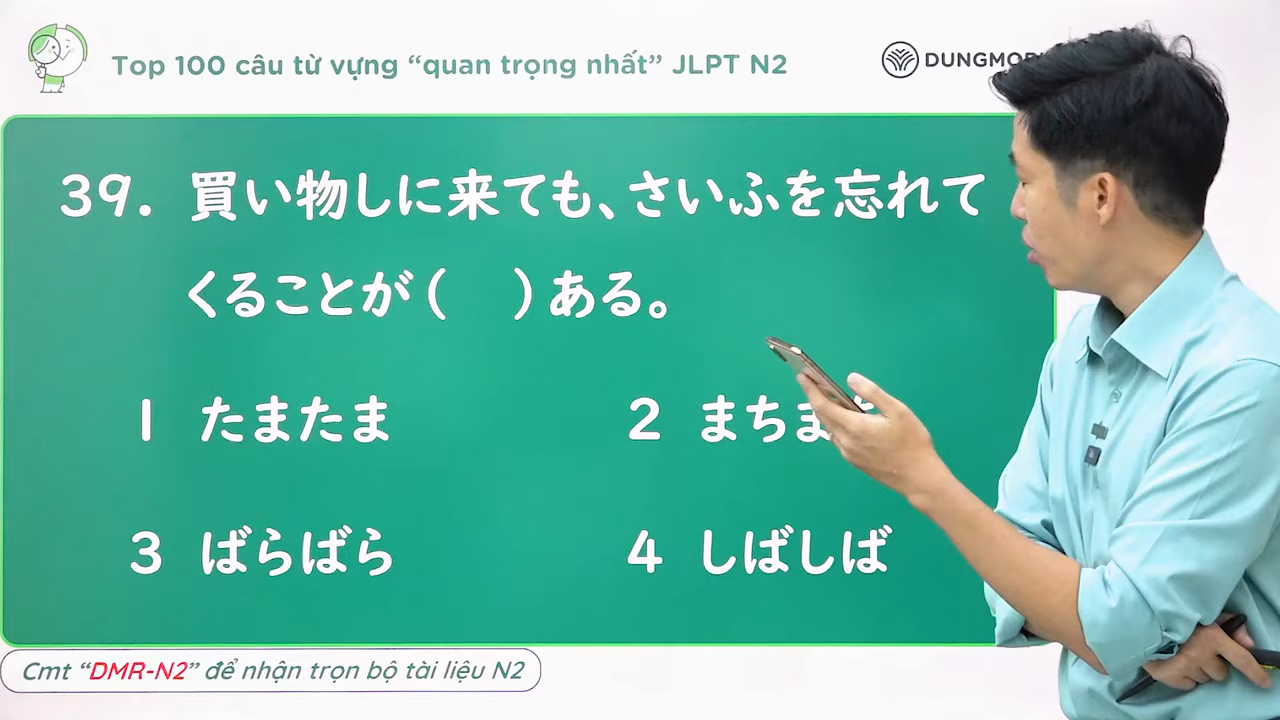 Top 100 câu từ vựng “quan trọng nhất” JLPT N2
39. 買い物しに来ても、さいふを忘れて
くることが（　）ある。
1 たまたま
2 まちま
3 ばらばら
4 しばしば
Cmt “DMR-N2” để nhận trọn bộ tài liệu N2